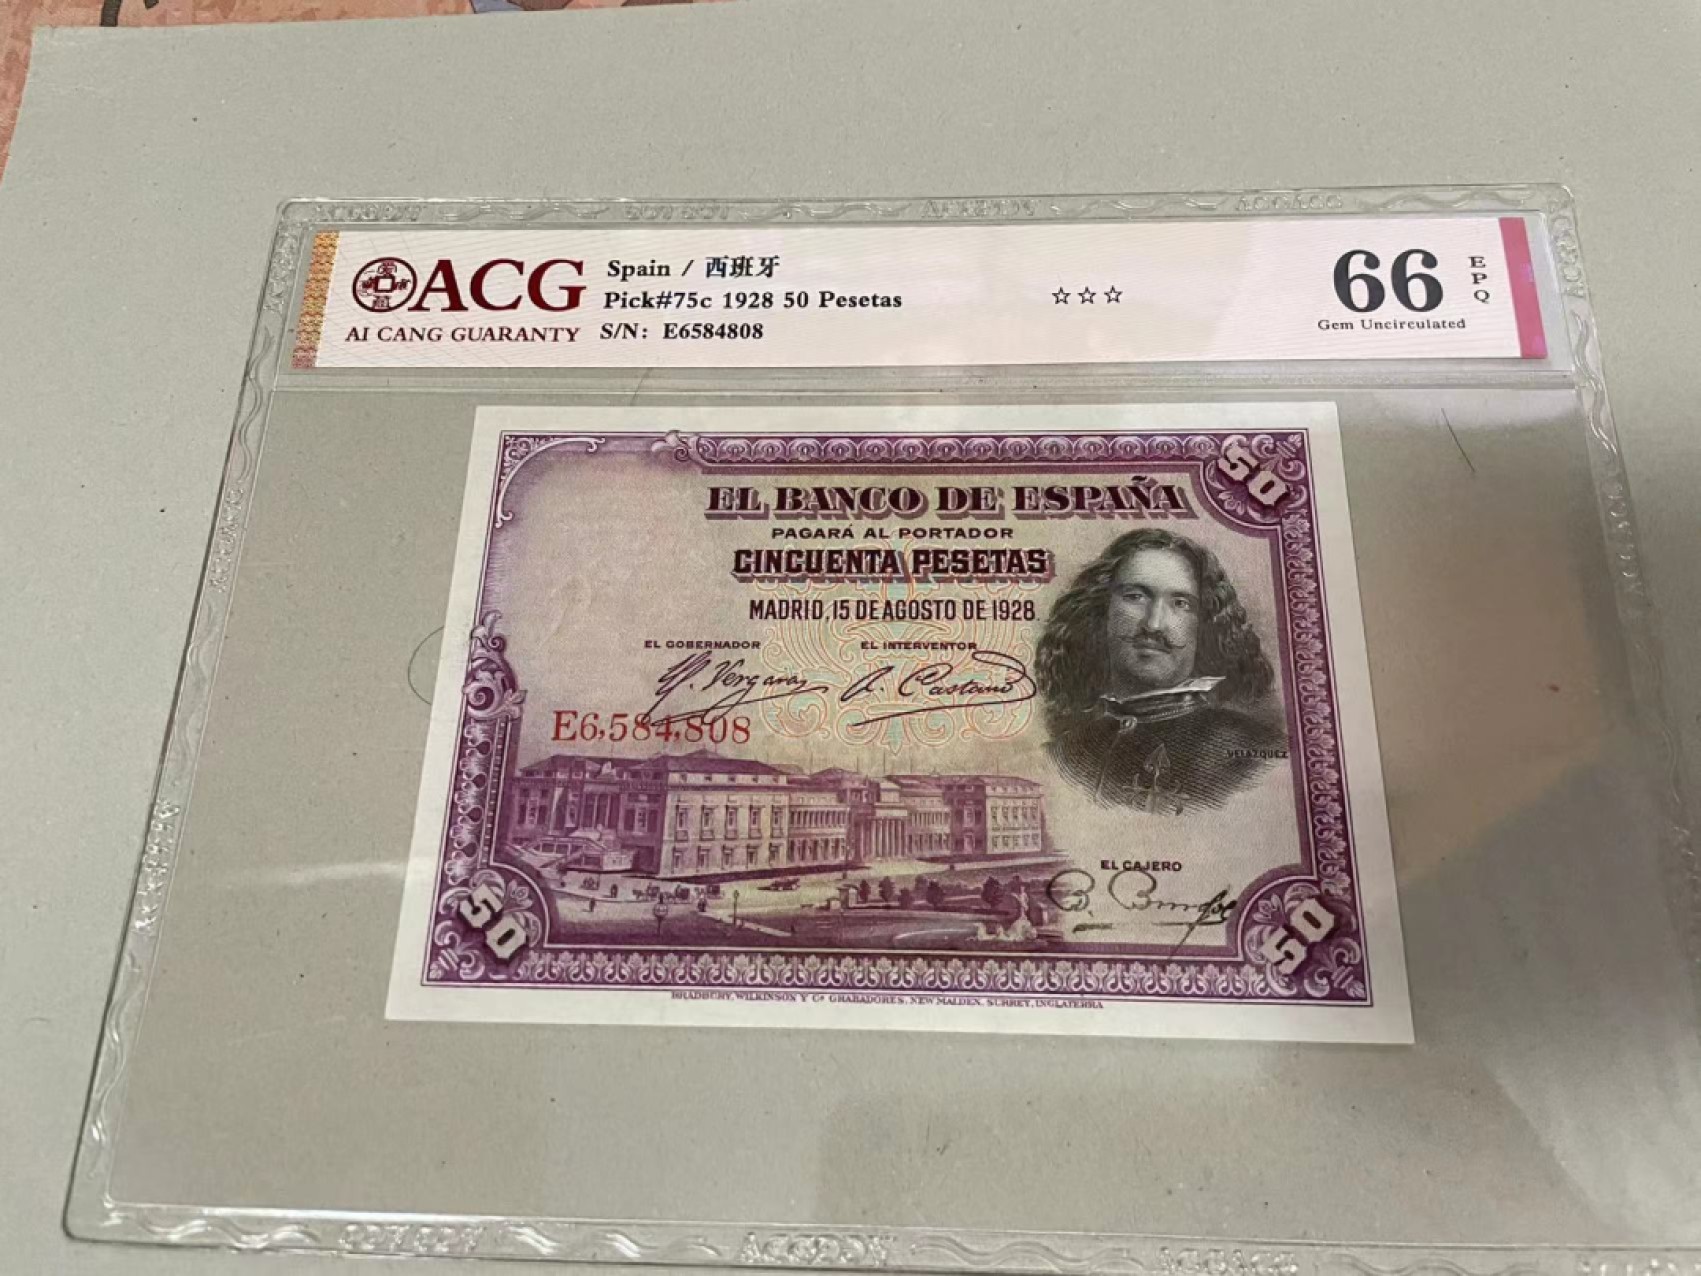 ACG
AI CANG GUARANTY
Spain / 西班牙
Pick#75c 1928 50 Pesetas
S/N: E6584808
☆☆☆
66
EPQ
Gem Uncirculated
50
EL BANCO DE ESPAÑA
PAGARÁ AL PORTADOR
CINCUENTA PESETAS
MADRID, 15 DE AGOSTO DE 1928.
EL GOBERNADOR EL INTERVENTOR
E6,584,808
VELAZQUEZ
EL CAJERO
50 50
BRADBURY, WILKINSON Y Cª GRABADORES, NEW MALDEN, SURREY, INGLATERRA